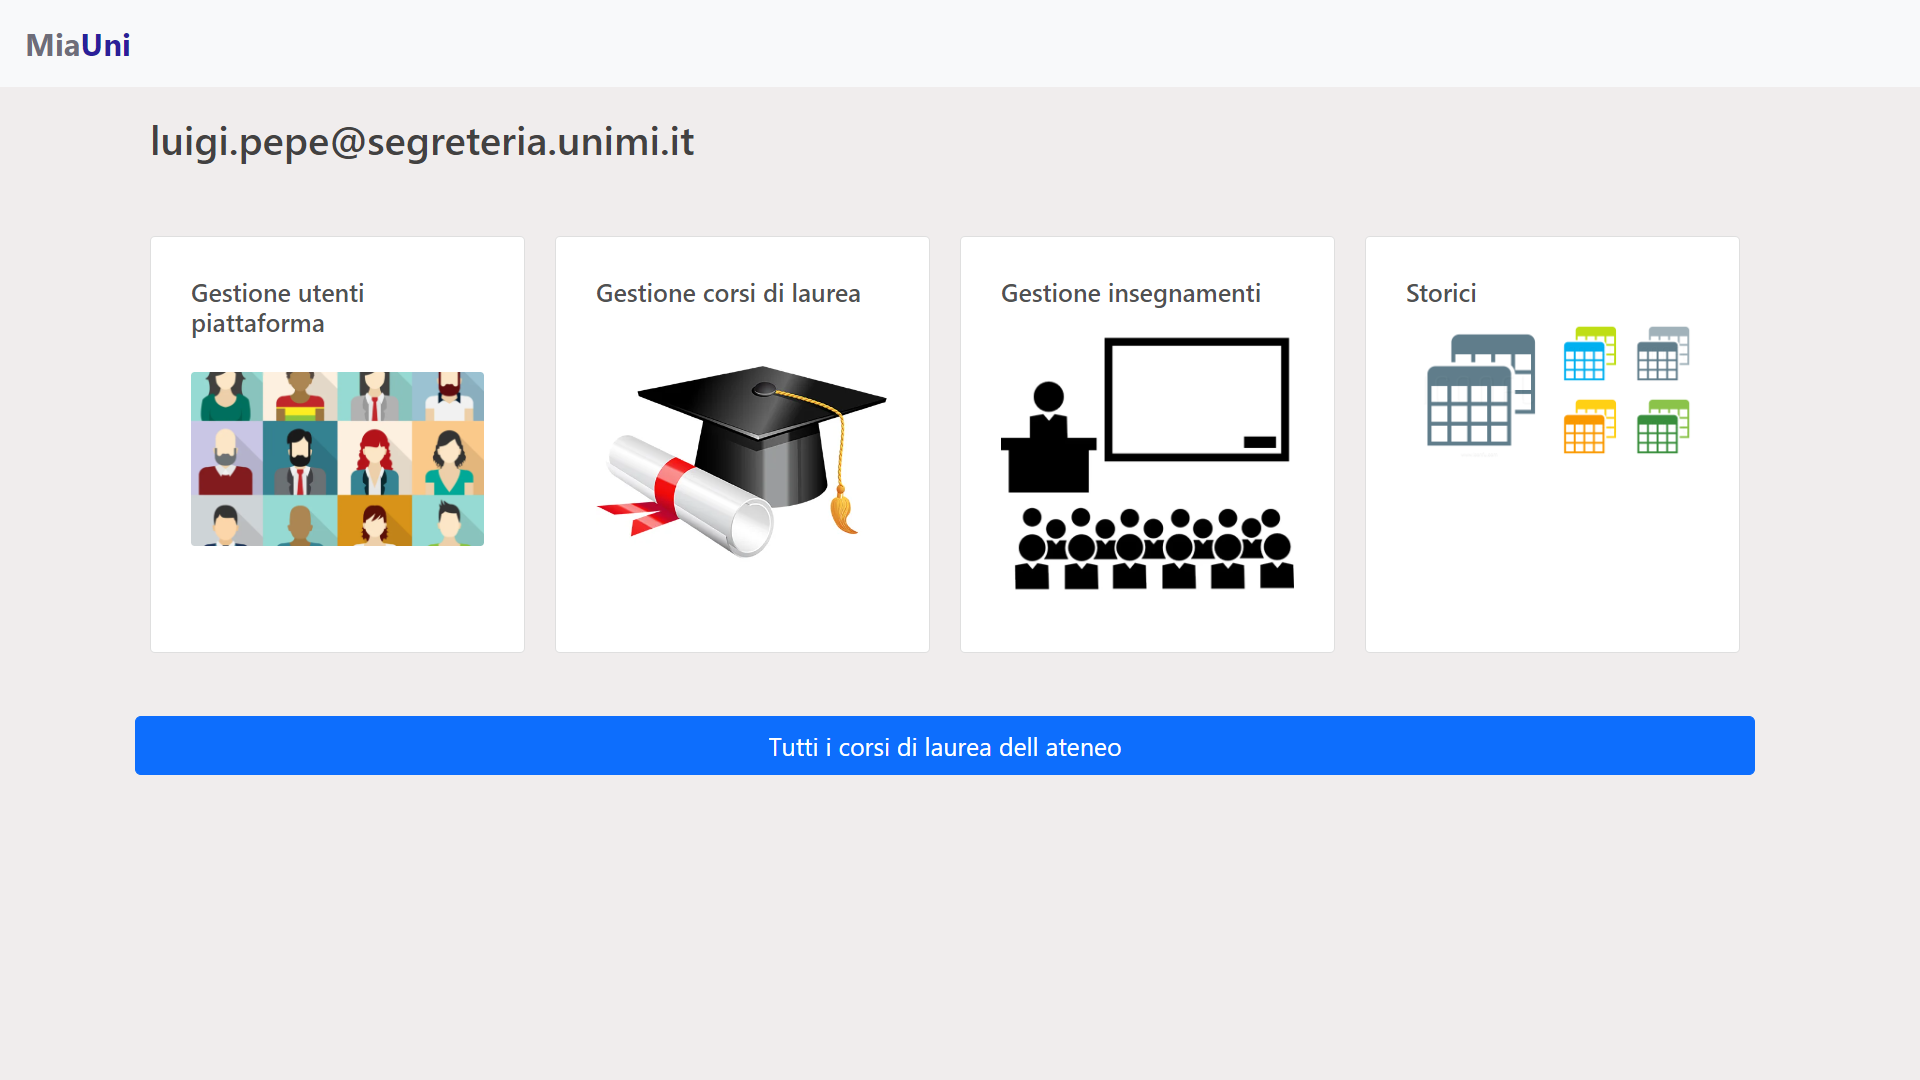 MiaUni
luigi.pepe@segreteria.unimi.it
Gestione utenti
piattaforma
Gestione corsi di laurea
Gestione insegnamenti
Storici
Tutti i corsi di laurea dell ateneo